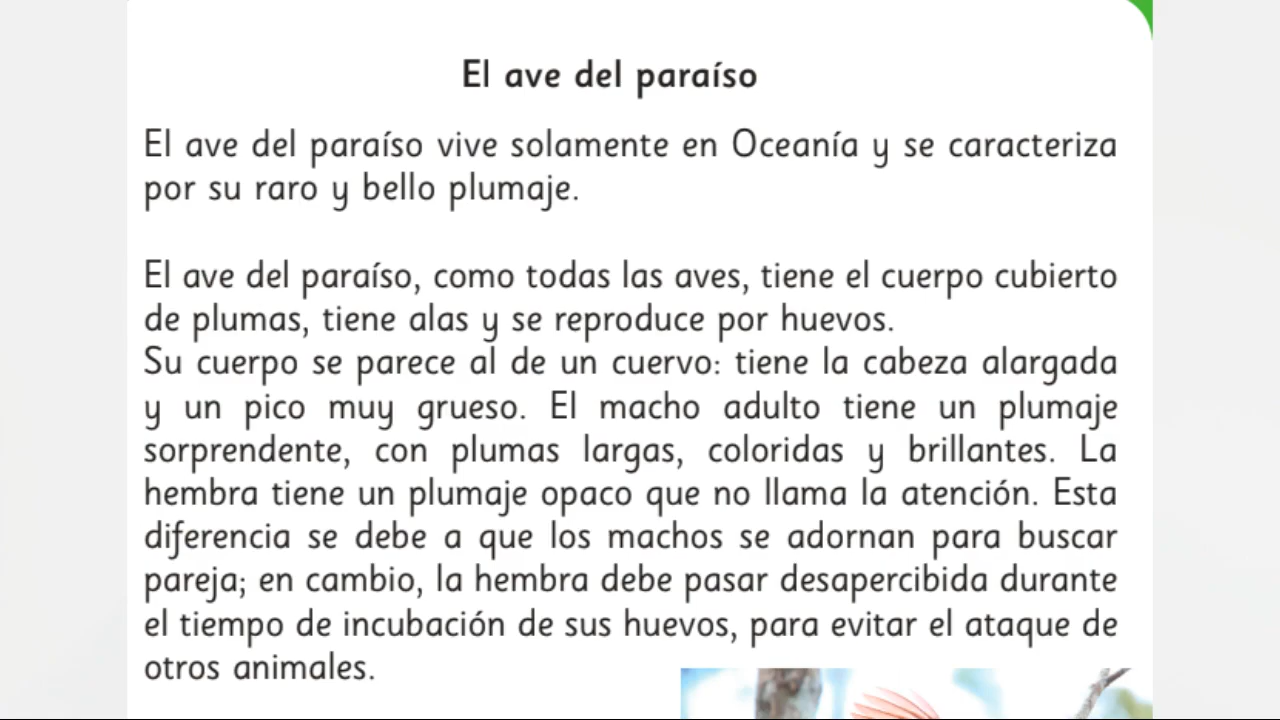 El ave del paraíso
El ave del paraíso vive solamente en Oceanía y se caracteriza
por su raro y bello plumaje.
El ave del paraíso, como todas las aves, tiene el cuerpo cubierto
de plumas, tiene alas y se reproduce por huevos.
Su cuerpo se parece al de un cuervo: tiene la cabeza alargada
y un pico muy grueso. El macho adulto tiene un plumaje
sorprendente, con plumas largas, coloridas y brillantes. La
hembra tiene un plumaje opaco que no llama la atención. Esta
diferencia se debe a que los machos se adornan para buscar
pareja; en cambio, la hembra debe pasar desapercibida durante
el tiempo de incubación de sus huevos, para evitar el ataque de
otros animales.